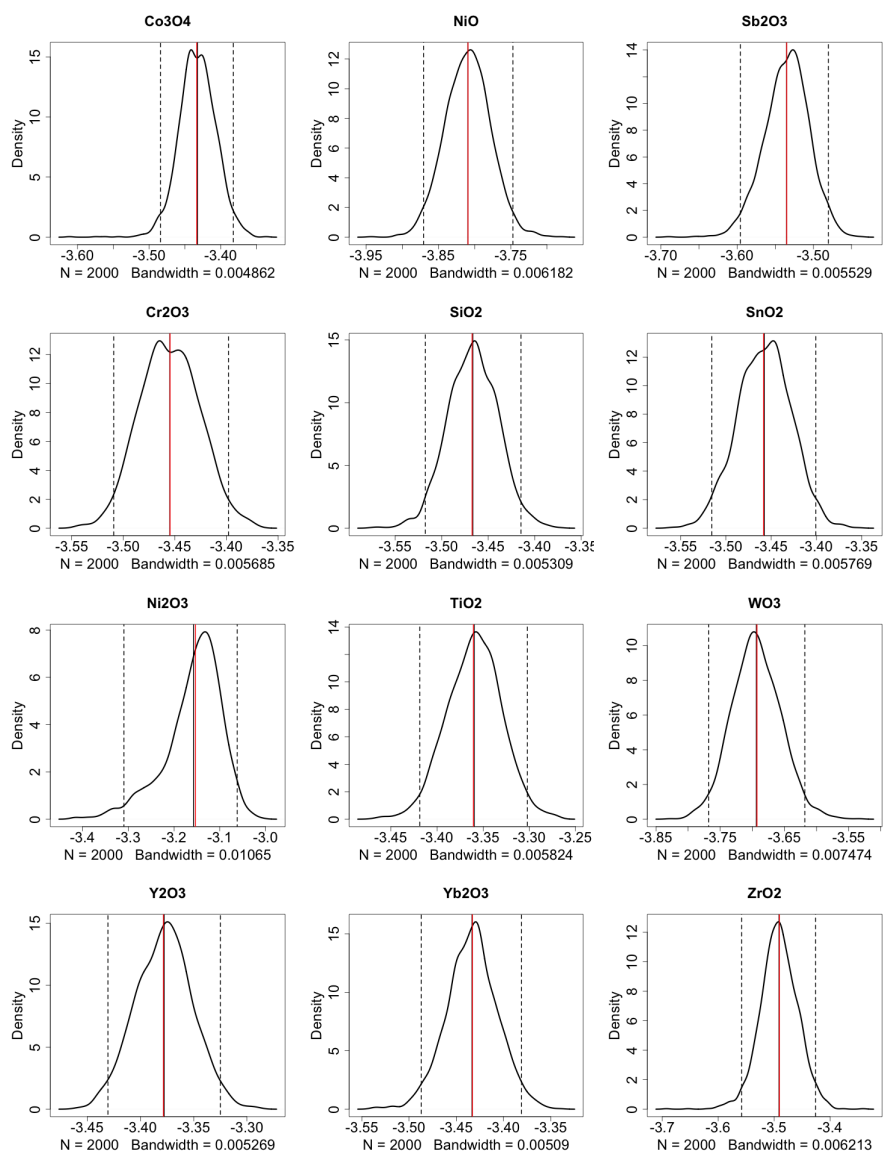 Co3O4 NiO Sb2O3
Density 0 5 10 15 Density 0 2 4 6 8 10 12 Density 0 2 4 6 8 10 14
-3.60 -3.50 -3.40 -3.95 -3.85 -3.75 -3.70 -3.60 -3.50
N = 2000 Bandwidth = 0.004862 N = 2000 Bandwidth = 0.006182 N = 2000 Bandwidth = 0.005529
Cr2O3 SiO2 SnO2
Density 0 2 4 6 8 10 12 Density 0 5 10 15 Density 0 2 4 6 8 10 12
-3.55 -3.50 -3.45 -3.40 -3.35 -3.55 -3.50 -3.45 -3.40 -3.35 -3.55 -3.50 -3.45 -3.40 -3.35
N = 2000 Bandwidth = 0.005685 N = 2000 Bandwidth = 0.005309 N = 2000 Bandwidth = 0.005769
Ni2O3 TiO2 WO3
Density 0 2 4 6 8 Density 0 2 4 6 8 10 14 Density 0 2 4 6 8 10
-3.4 -3.3 -3.2 -3.1 -3.0 -3.45 -3.40 -3.35 -3.30 -3.25 -3.85 -3.75 -3.65 -3.55
N = 2000 Bandwidth = 0.01065 N = 2000 Bandwidth = 0.005824 N = 2000 Bandwidth = 0.007474
Y2O3 Yb2O3 ZrO2
Density 0 5 10 15 Density 0 5 10 15 Density 0 2 4 6 8 10 12
-3.45 -3.40 -3.35 -3.30 -3.55 -3.50 -3.45 -3.40 -3.35 -3.7 -3.6 -3.5 -3.4
N = 2000 Bandwidth = 0.005269 N = 2000 Bandwidth = 0.00509 N = 2000 Bandwidth = 0.006213